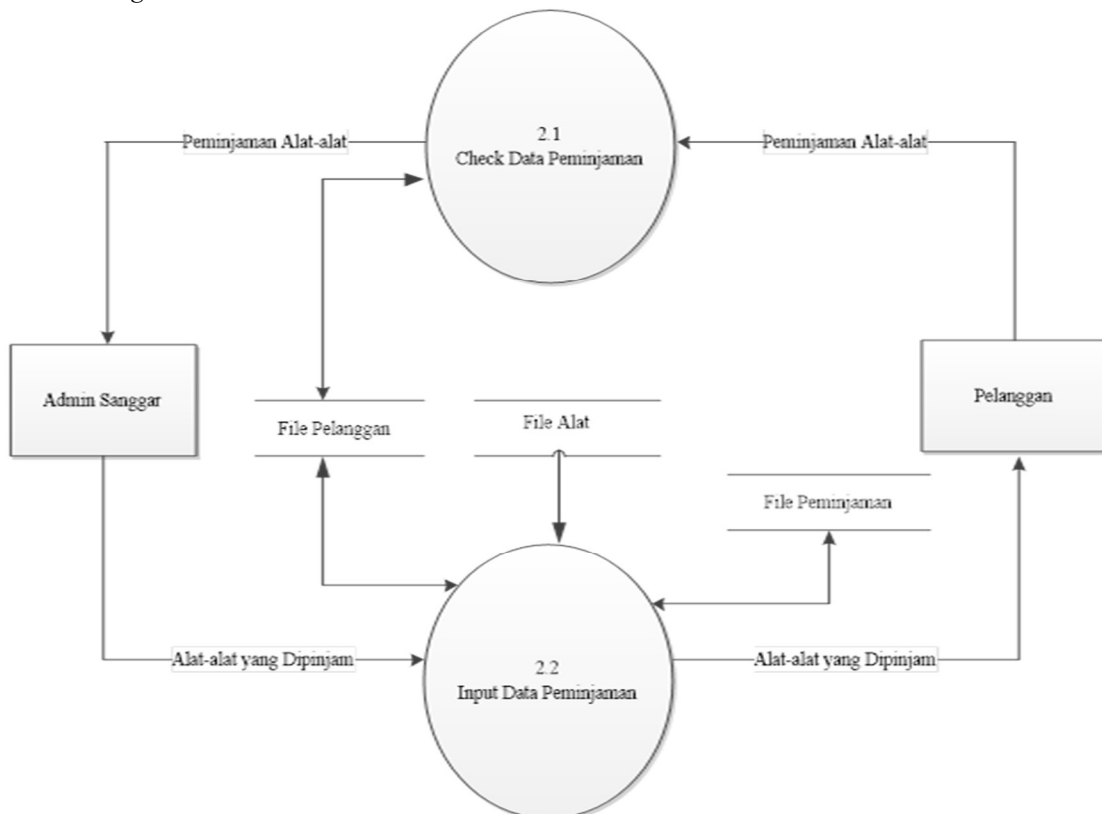 2.1
Check Data Peminjaman
Peminjaman Alat-alat
Peminjaman Alat-alat
Admin Sanggar
Pelanggan
File Pelanggan
File Alat
File Peminjaman
Alat-alat yang Dipinjam
2.2
Input Data Peminjaman
Alat-alat yang Dipinjam